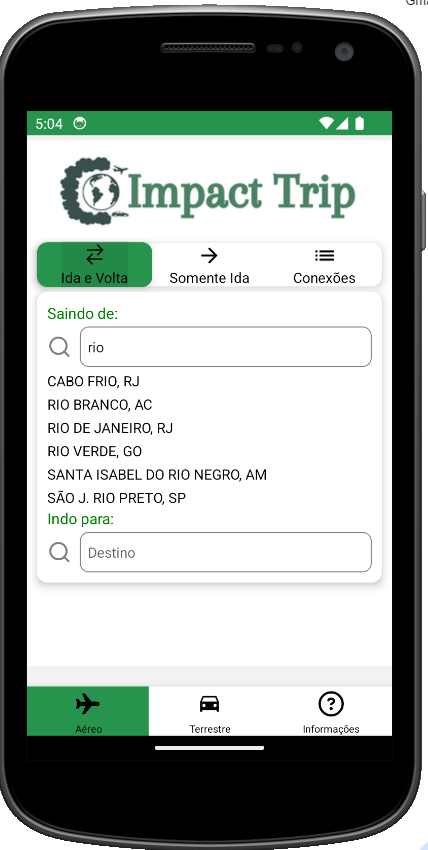 Gma
5:04
Impact Trip
Ida e Volta
Somente Ida
Conexões
Saindo de:
rio
CABO FRIO, RJ
RIO BRANCO, AC
RIO DE JANEIRO, RJ
RIO VERDE, GO
SANTA ISABEL DO RIO NEGRO, AM
SÃO J. RIO PRETO, SP
Indo para:
Destino
Aéreo
Terrestre
Informações